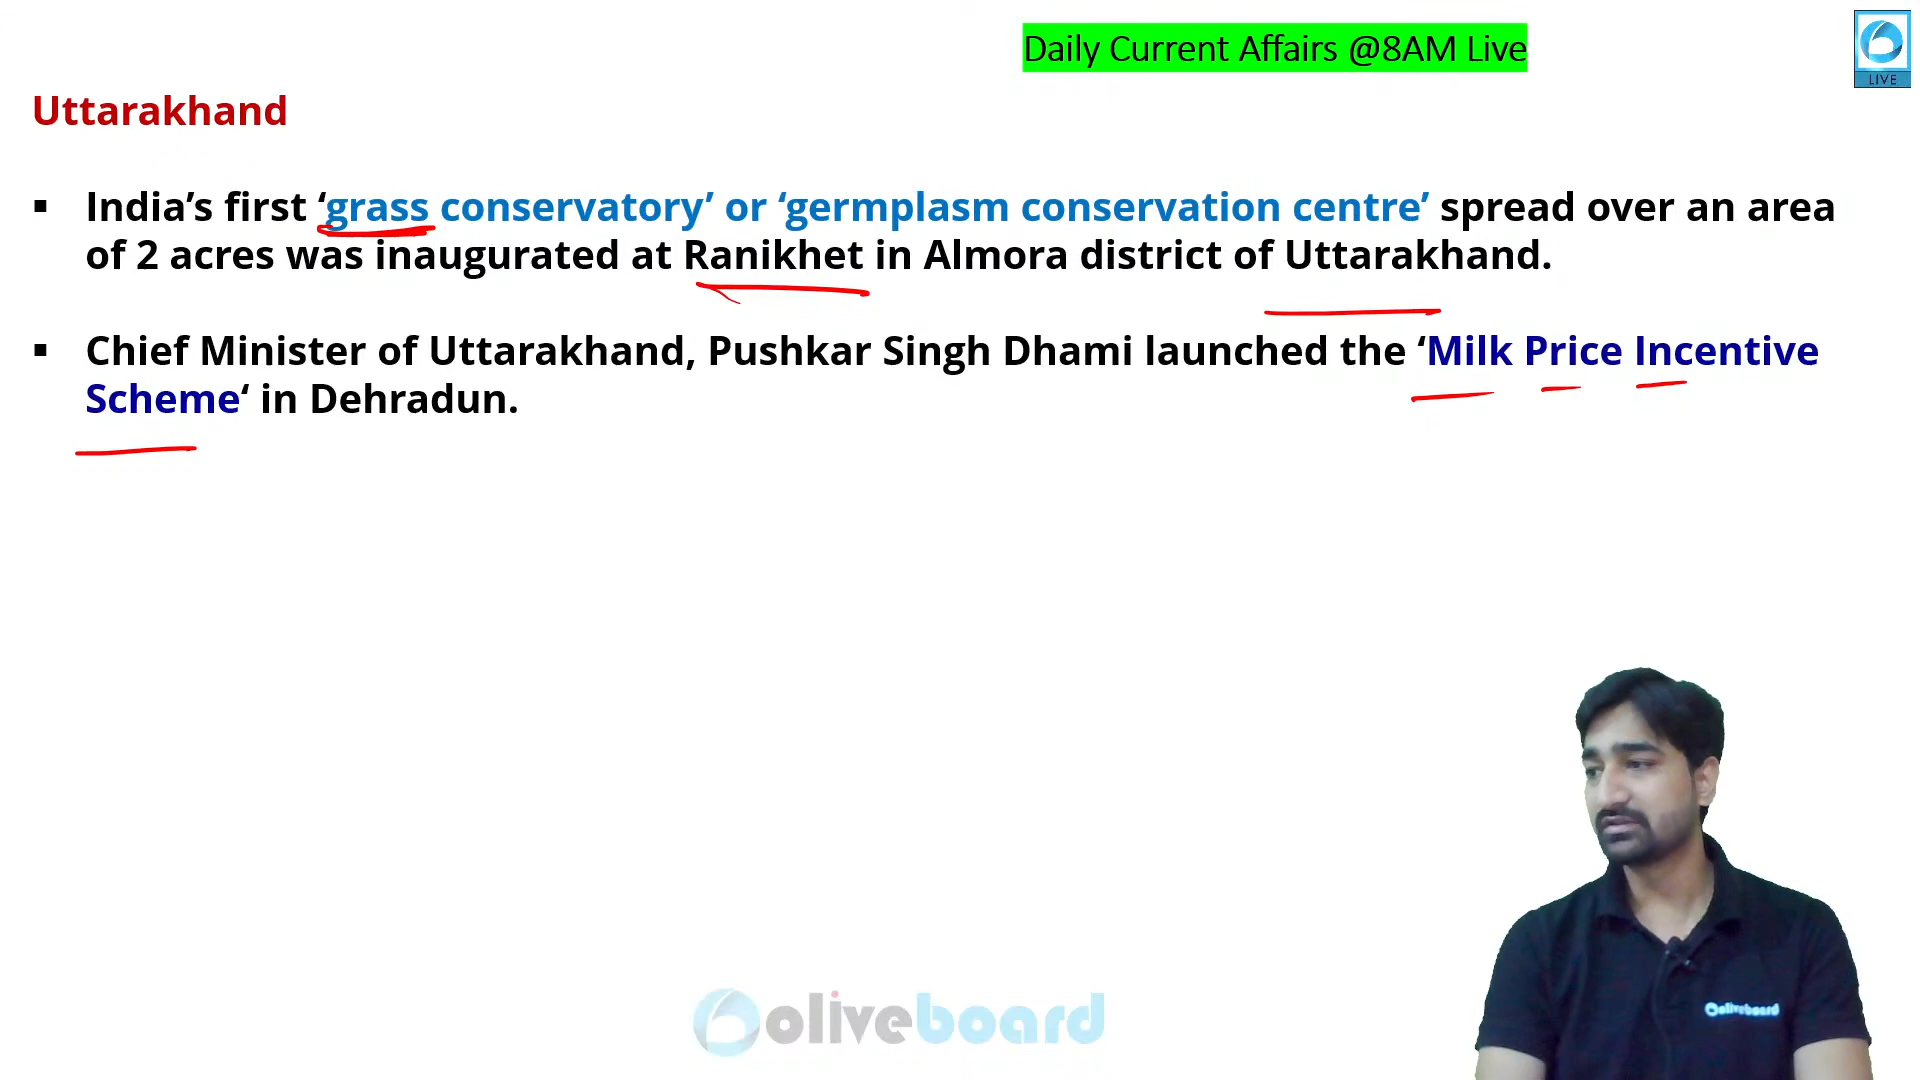 Daily Current Affairs @8AM Live
LIVE
Uttarakhand
▪ India’s first ‘grass conservatory’ or ‘germplasm conservation centre’ spread over an area
of 2 acres was inaugurated at Ranikhet in Almora district of Uttarakhand.
▪ Chief Minister of Uttarakhand, Pushkar Singh Dhami launched the ‘Milk Price Incentive
Scheme‘ in Dehradun.
oliveboard
oliveboard